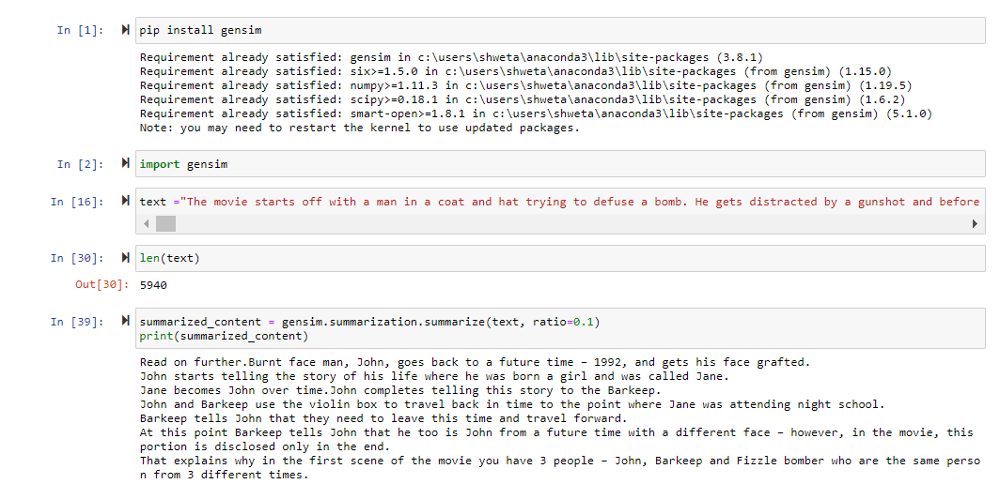 In [1]: pip install gensim
Requirement already satisfied: gensim in c:\users\shweta\anaconda3\lib\site-packages (3.8.1)
Requirement already satisfied: six>=1.5.0 in c:\users\shweta\anaconda3\lib\site-packages (from gensim) (1.15.0)
Requirement already satisfied: numpy>=1.11.3 in c:\users\shweta\anaconda3\lib\site-packages (from gensim) (1.19.5)
Requirement already satisfied: scipy>=0.18.1 in c:\users\shweta\anaconda3\lib\site-packages (from gensim) (1.6.2)
Requirement already satisfied: smart-open>=1.8.1 in c:\users\shweta\anaconda3\lib\site-packages (from gensim) (5.1.0)
Note: you may need to restart the kernel to use updated packages.
In [2]: import gensim
In [16]: text ="The movie starts off with a man in a coat and hat trying to defuse a bomb. He gets distracted by a gunshot and before
In [30]: len(text)
Out[30]: 5940
In [39]: summarized_content = gensim.summarization.summarize(text, ratio=0.1)
print(summarized_content)
Read on further.Burnt face man, John, goes back to a future time – 1992, and gets his face grafted.
John starts telling the story of his life where he was born a girl and was called Jane.
Jane becomes John over time.John completes telling this story to the Barkeep.
John and Barkeep use the violin box to travel back in time to the point where Jane was attending night school.
Barkeep tells John that they need to leave this time and travel forward.
At this point Barkeep tells John that he too is John from a future time with a different face – however, in the movie, this
portion is disclosed only in the end.
That explains why in the first scene of the movie you have 3 people – John, Barkeep and Fizzle bomber who are the same perso
n from 3 different times.